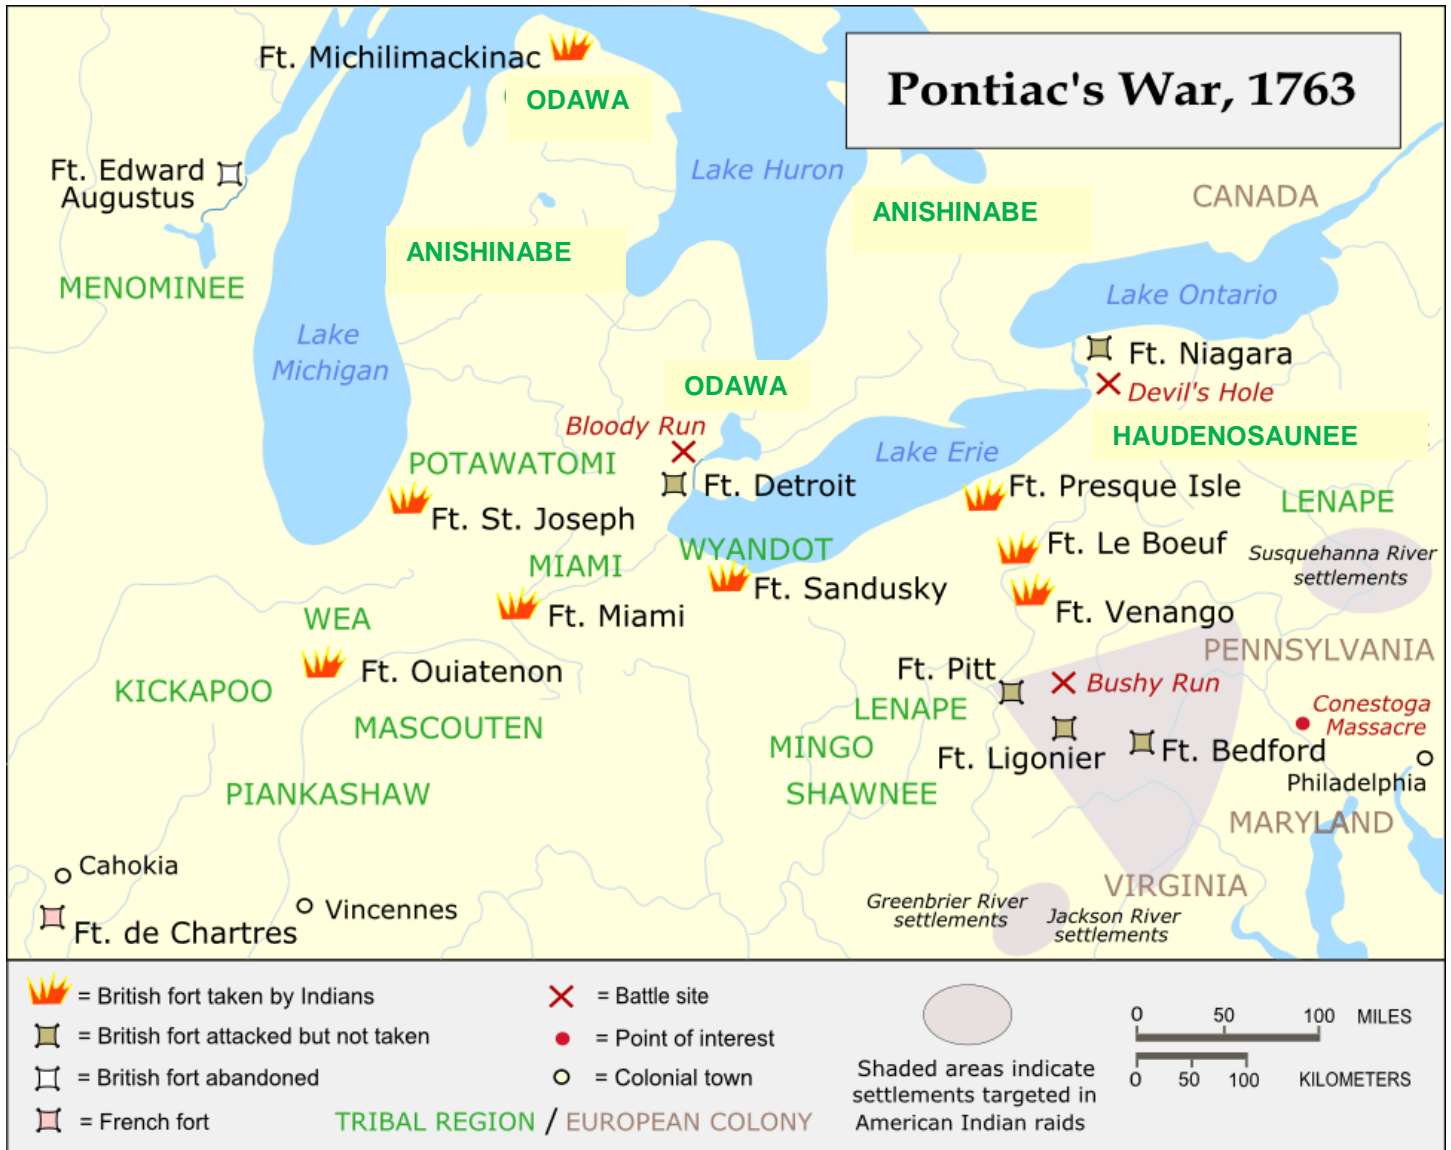 Pontiac's War, 1763
Ft. Michilimackinac
ODAWA
Ft. Edward
Augustus
Lake Huron
CANADA
ANISHINABE
ANISHINABE
MENOMINEE
Lake Ontario
Lake
Michigan
Ft. Niagara
ODAWA
Devil's Hole
Bloody Run
HAUDENOSAUNEE
Lake Erie
POTAWATOMI
Ft. Detroit
Ft. Presque Isle
LENAPE
Ft. St. Joseph
Ft. Le Boeuf
WYANDOT
Susquehanna River
settlements
MIAMI
Ft. Sandusky
Ft. Miami
Ft. Venango
WEA
PENNSYLVANIA
Ft. Ouiatenon
Ft. Pitt
Bushy Run
KICKAPOO
LENAPE
Conestoga
Massacre
MASCOUTEN
MINGO
Ft. Ligonier
Ft. Bedford
Philadelphia
PIANKASHAW
SHAWNEE
MARYLAND
Cahokia
VIRGINIA
Greenbrier River
settlements
Jackson River
settlements
Vincennes
Ft. de Chartres
= British fort taken by Indians
= British fort attacked but not taken
= British fort abandoned
= French fort
= Battle site
= Point of interest
= Colonial town
TRIBAL REGION / EUROPEAN COLONY
Shaded areas indicate
settlements targeted in
American Indian raids
0 50 100 MILES
0 50 100 KILOMETERS